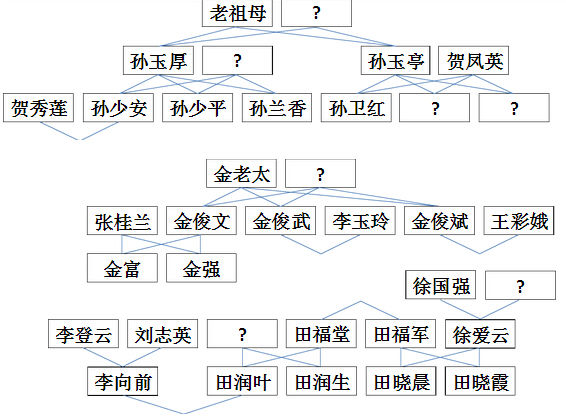 老祖母 ?
孙玉厚 ? 孙玉亭 贺凤英
贺秀莲 孙少安 孙少平 孙兰香 孙卫红 ? ?
金老太 ?
张桂兰 金俊文 金俊武 李玉玲 金俊斌 王彩娥
金富 金强
徐国强 ?
李登云 刘志英 ? 田福堂 田福军 徐爱云
李向前 田润叶 田润生 田晓晨 田晓霞